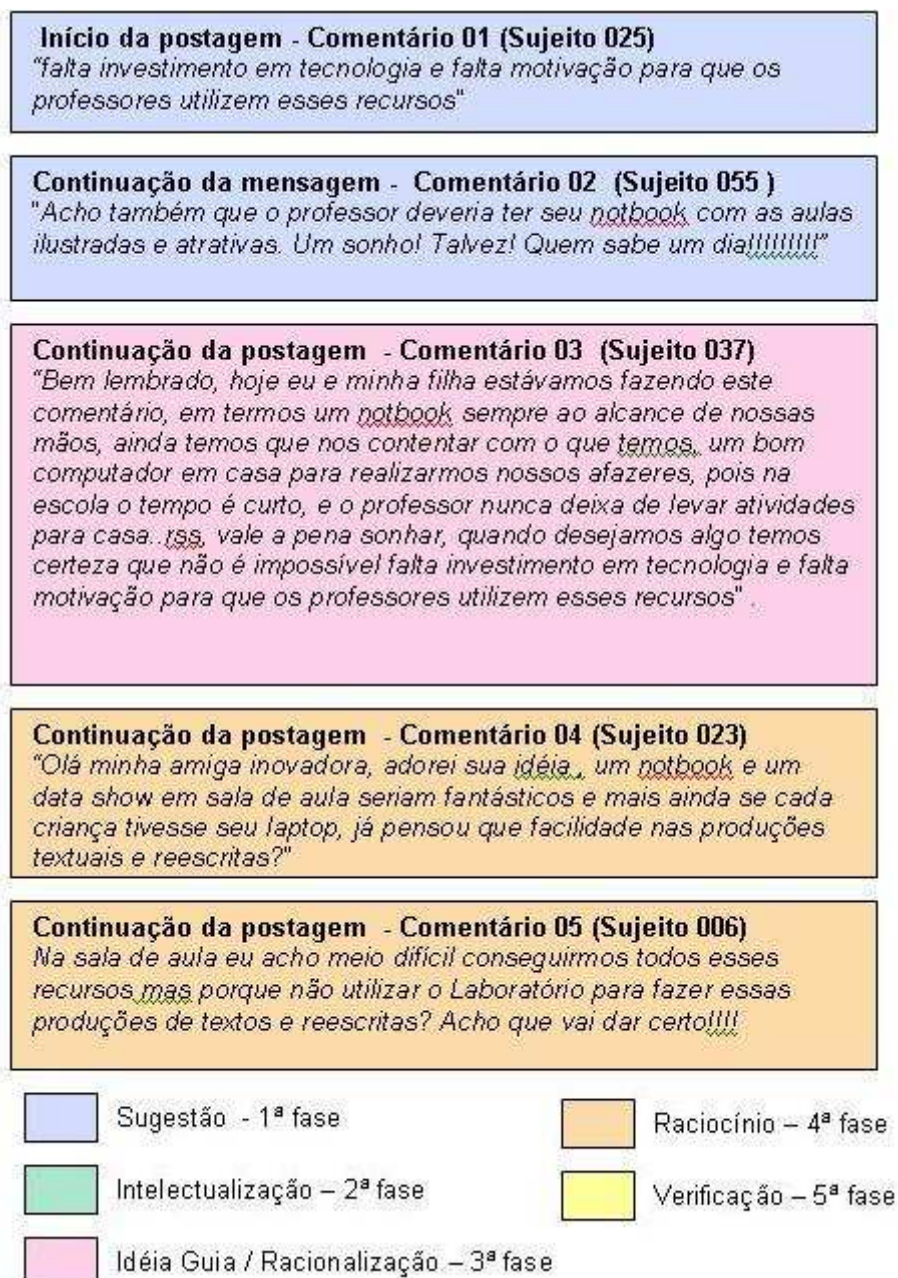 Início da postagem - Comentário 01 (Sujeito 025)
"falta investimento em tecnologia e falta motivação para que os
professores utilizem esses recursos"
Continuação da mensagem - Comentário 02 (Sujeito 055 )
"Acho também que o professor deveria ter seu notbook com as aulas
ilustradas e atrativas. Um sonho! Talvez! Quem sabe um dia!!!!!!!!!!"
Continuação da postagem - Comentário 03 (Sujeito 037)
"Bem lembrado, hoje eu e minha filha estávamos fazendo este
comentário, em termos um notbook sempre ao alcance de nossas
mãos, ainda temos que nos contentar com o que temos, um bom
computador em casa para realizarmos nossos afazeres, pois na
escola o tempo é curto, e o professor nunca deixa de levar atividades
para casa..rss, vale a pena sonhar, quando desejamos algo temos
certeza que não é impossível falta investimento em tecnologia e falta
motivação para que os professores utilizem esses recursos" .
Continuação da postagem - Comentário 04 (Sujeito 023)
"Olá minha amiga inovadora, adorei sua idéia , um notbook e um
data show em sala de aula seriam fantásticos e mais ainda se cada
criança tivesse seu laptop, já pensou que facilidade nas produções
textuais e reescritas?"
Continuação da postagem - Comentário 05 (Sujeito 006)
Na sala de aula eu acho meio difícil conseguirmos todos esses
recursos mas porque não utilizar o Laboratório para fazer essas
produções de textos e reescritas? Acho que vai dar certo!!!!
Sugestão - 1ª fase
Raciocínio – 4ª fase
Intelectualização – 2ª fase
Verificação – 5ª fase
Idéia Guia / Racionalização – 3ª fase